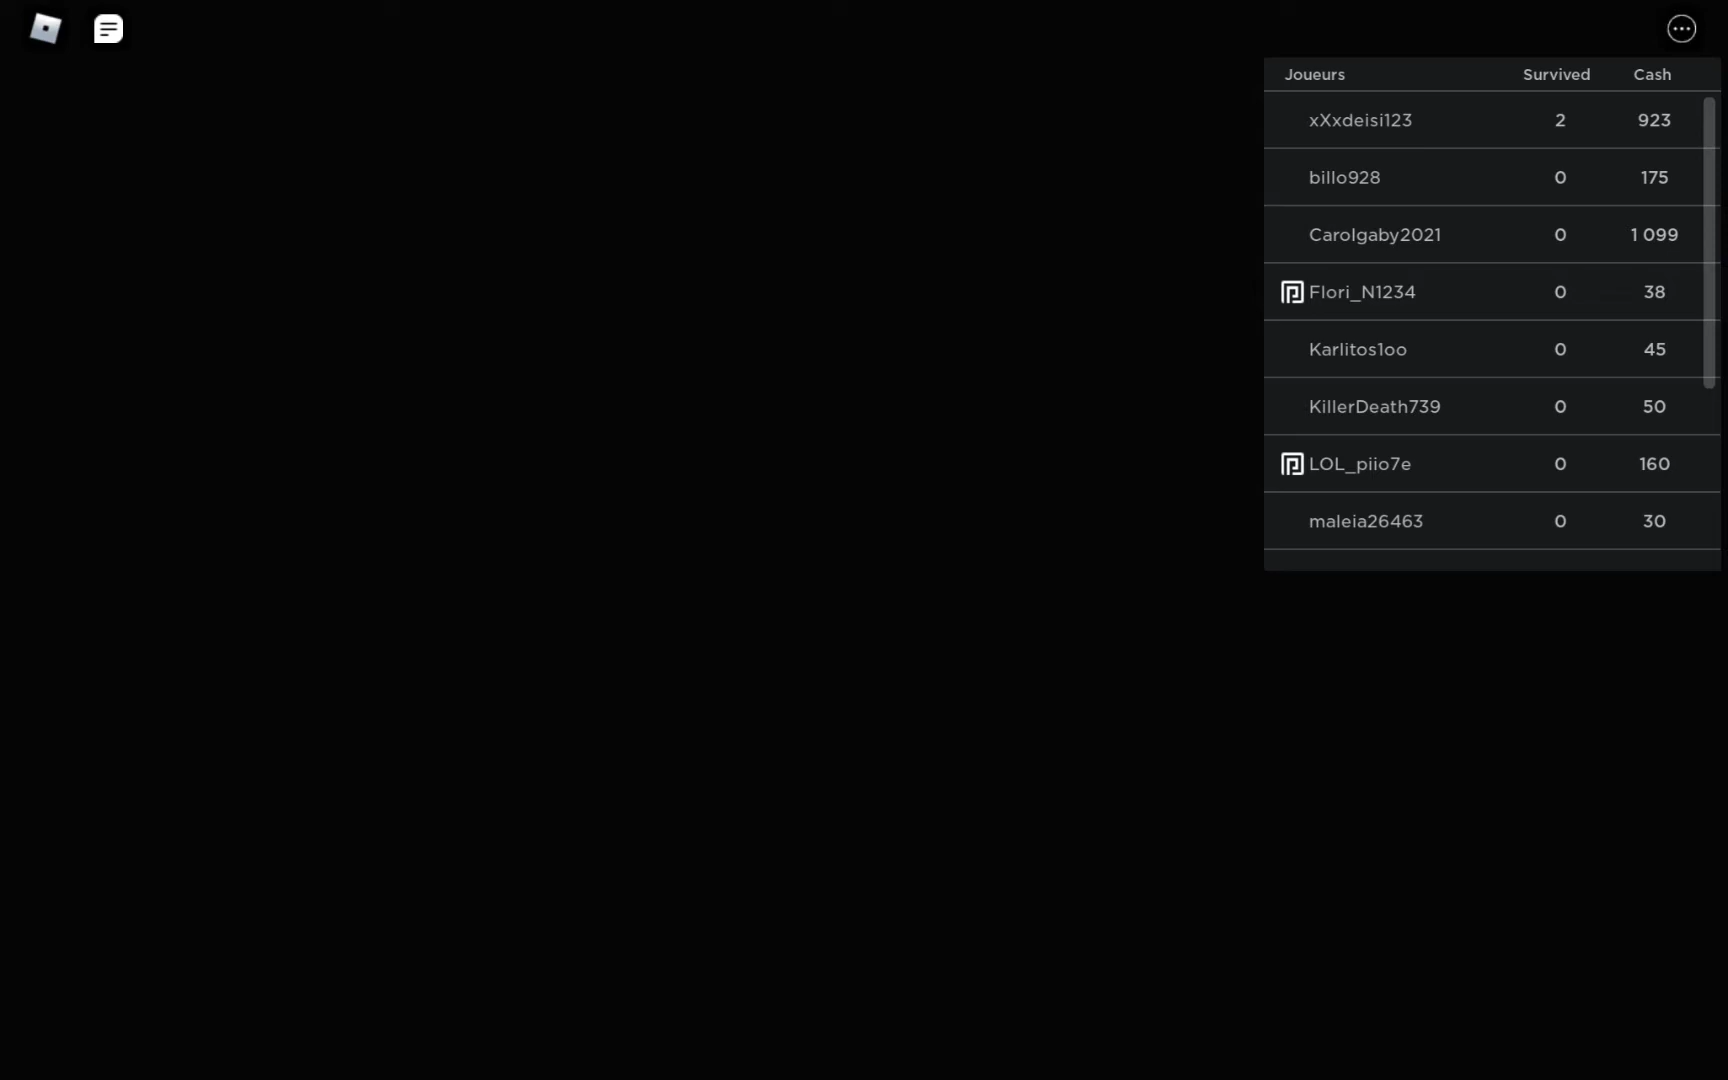 Joueurs Survived Cash
xXxdeisi123 2 923
billo928 0 175
Carolgaby2021 0 1 099
Flori_N1234 0 38
Karlitos1oo 0 45
KillerDeath739 0 50
LOL_piio7e 0 160
maleia26463 0 30